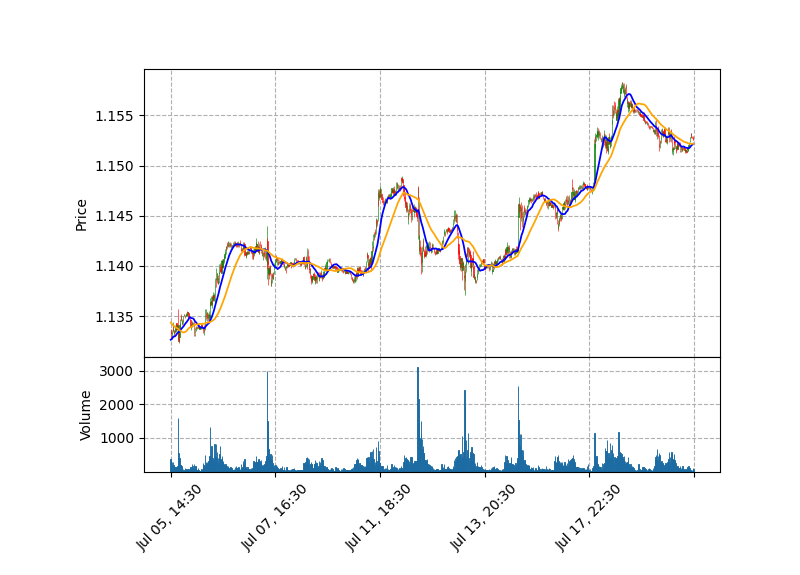 Price
1.155
1.150
1.145
1.140
1.135
Volume
3000
2000
1000
Jul 05, 14:30
Jul 07, 16:30
Jul 11, 18:30
Jul 13, 20:30
Jul 17, 22:30